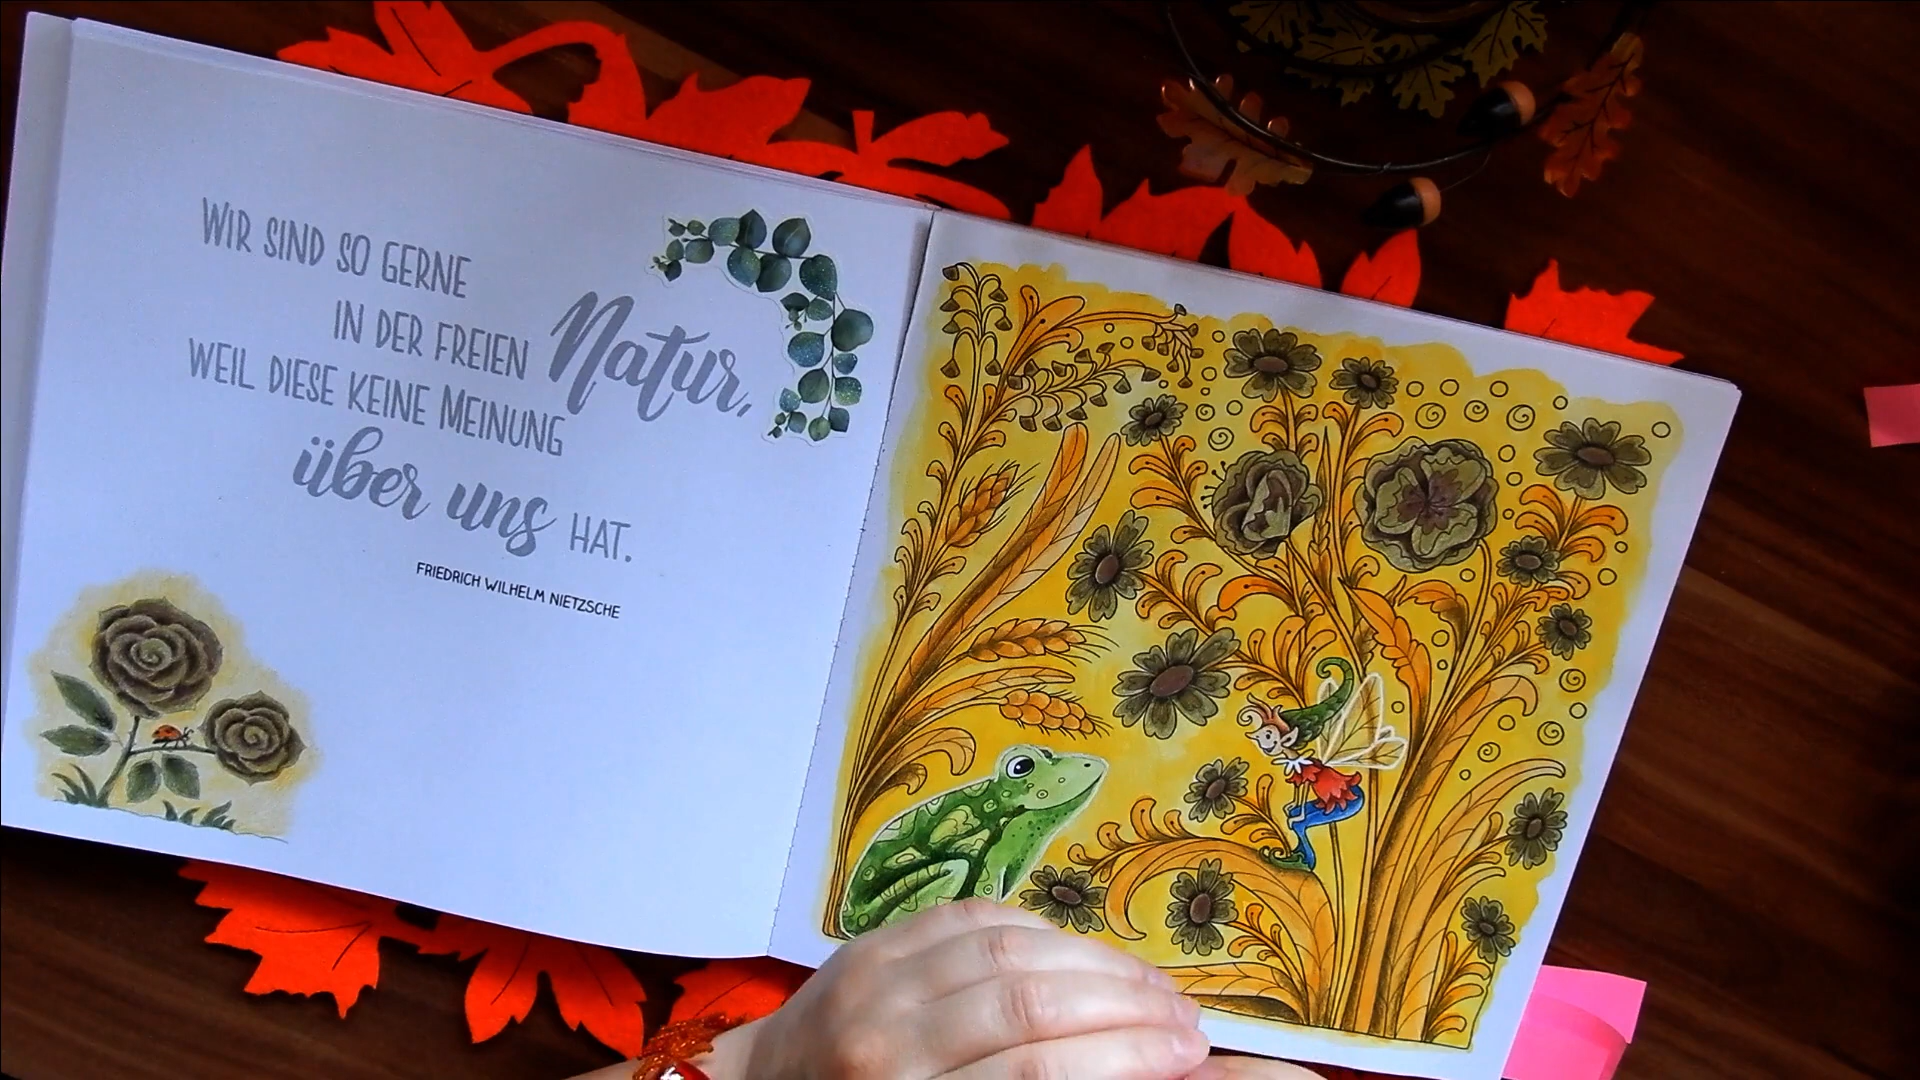 WIR SIND SO GERNE
IN DER FREIEN Natur,
WEIL DIESE KEINE MEINUNG
über uns HAT.
FRIEDRICH WILHELM NIETZSCHE